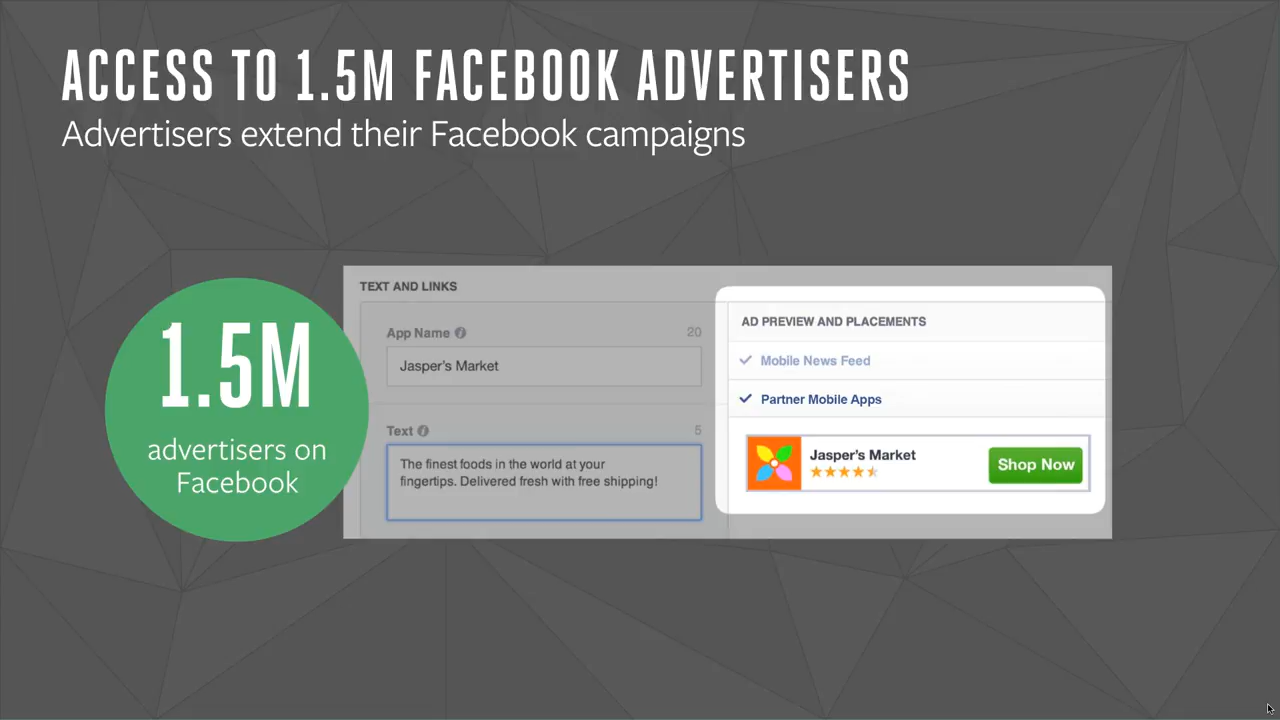 ACCESS TO 1.5M FACEBOOK ADVERTISERS
Advertisers extend their Facebook campaigns
1.5M
advertisers on
Facebook
TEXT AND LINKS
App Name
20
Jasper's Market
Text
5
The finest foods in the world at your
fingertips. Delivered fresh with free shipping!
AD PREVIEW AND PLACEMENTS
Mobile News Feed
Partner Mobile Apps
Jasper's Market
Shop Now